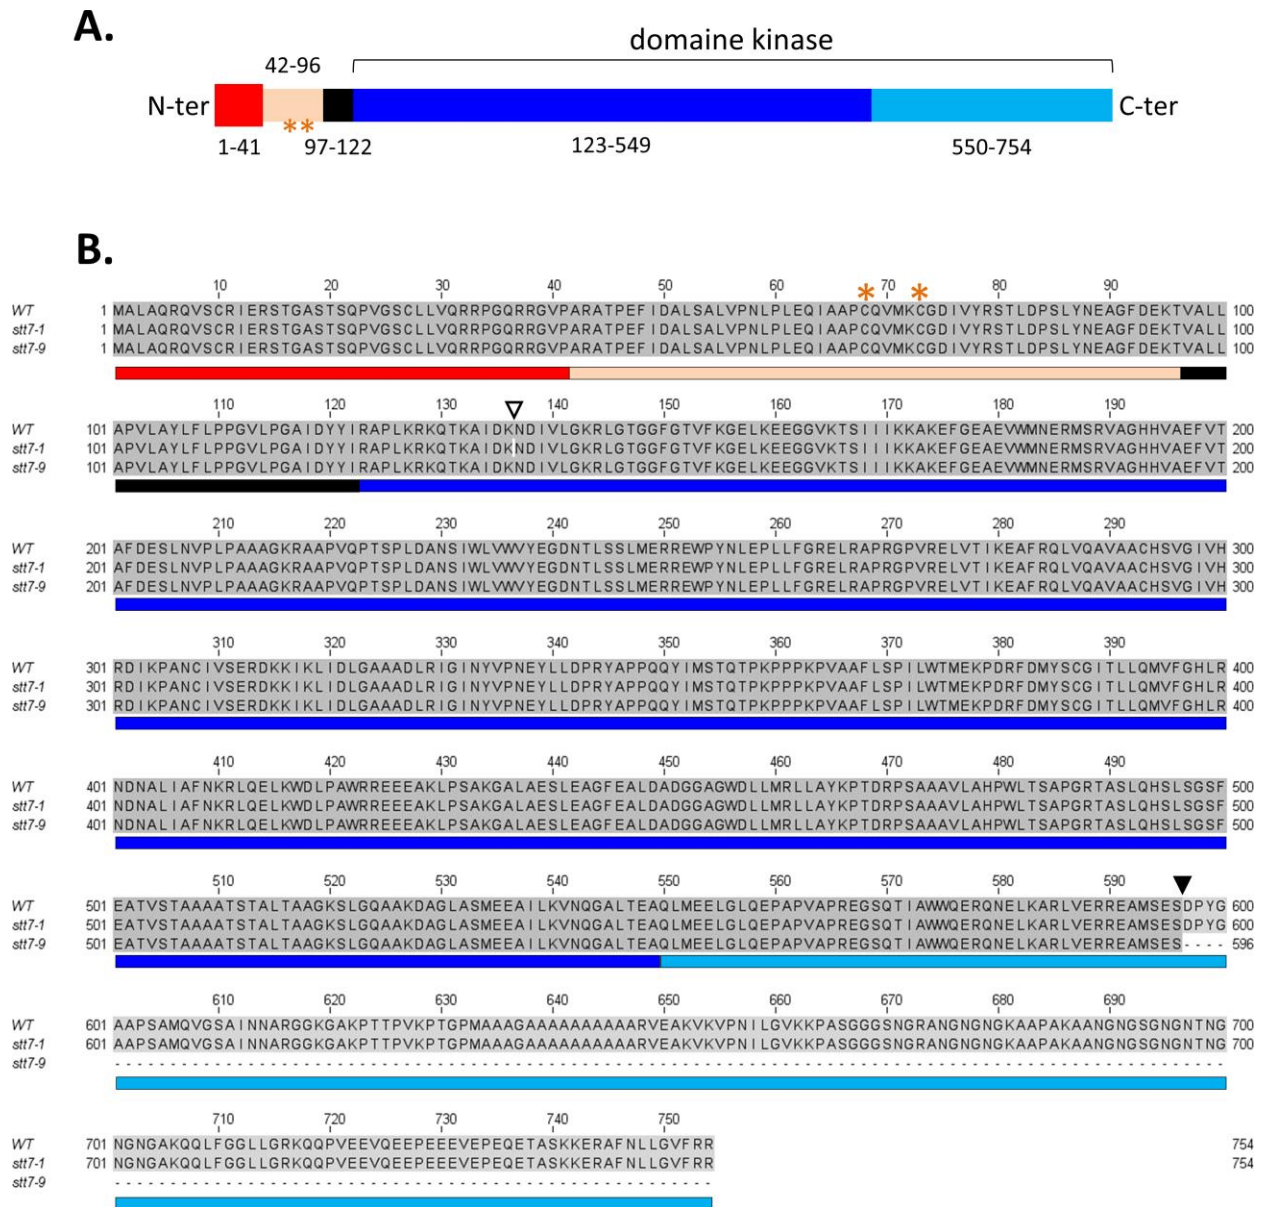 A.
domaine kinase
42-96
N-ter
C-ter
**
1-41
97-122
123-549
550-754
B.
10 20 30 40 50 60 70 80 90
* *
WT 1 MALAQRQVSCRIERSTGASTSQPVGSCLLVQRRPGQRRGVPARATPEFIDALSALVPNLPLEQIAAPCQVMKCGDIVYRSTLDPSLYNEAGFDEKTVALL 100
stt7-1 1 MALAQRQVSCRIERSTGASTSQPVGSCLLVQRRPGQRRGVPARATPEFIDALSALVPNLPLEQIAAPCQVMKCGDIVYRSTLDPSLYNEAGFDEKTVALL 100
stt7-9 1 MALAQRQVSCRIERSTGASTSQPVGSCLLVQRRPGQRRGVPARATPEFIDALSALVPNLPLEQIAAPCQVMKCGDIVYRSTLDPSLYNEAGFDEKTVALL 100
110 120 130 140 150 160 170 180 190
WT 101 APVLAYLFLPPGVLPGAIDYYIRAPLKRKQTKAIDKNDIVLGKRLGTGGFGTVFKGELKEEGGVKTSIIIKKAKEFGEAEVWMNERMSRVAGHHVAEFVT 200
stt7-1 101 APVLAYLFLPPGVLPGAIDYYIRAPLKRKQTKAIDKNDIVLGKRLGTGGFGTVFKGELKEEGGVKTSIIIKKAKEFGEAEVWMNERMSRVAGHHVAEFVT 200
stt7-9 101 APVLAYLFLPPGVLPGAIDYYIRAPLKRKQTKAIDKNDIVLGKRLGTGGFGTVFKGELKEEGGVKTSIIIKKAKEFGEAEVWMNERMSRVAGHHVAEFVT 200
210 220 230 240 250 260 270 280 290
WT 201 AFDESLNVPLPAAAGKRAAPVQPTSPLDANSIWLVWVYEGDNTLSSLMERREWPYNLEPLLFGRELRAPRGPVRELVTIKEAFRQLVQAVAACHSVGIVH 300
stt7-1 201 AFDESLNVPLPAAAGKRAAPVQPTSPLDANSIWLVWVYEGDNTLSSLMERREWPYNLEPLLFGRELRAPRGPVRELVTIKEAFRQLVQAVAACHSVGIVH 300
stt7-9 201 AFDESLNVPLPAAAGKRAAPVQPTSPLDANSIWLVWVYEGDNTLSSLMERREWPYNLEPLLFGRELRAPRGPVRELVTIKEAFRQLVQAVAACHSVGIVH 300
310 320 330 340 350 360 370 380 390
WT 301 RDIKPANCIVSERDKKIKLIDLGAAADLRIGINYVPNEYLLDPRYAPPQQYIMSTQTPKPPPKPVAAFLSPILWTMEKPDRFDMYSCGITLLQMVFGHLR 400
stt7-1 301 RDIKPANCIVSERDKKIKLIDLGAAADLRIGINYVPNEYLLDPRYAPPQQYIMSTQTPKPPPKPVAAFLSPILWTMEKPDRFDMYSCGITLLQMVFGHLR 400
stt7-9 301 RDIKPANCIVSERDKKIKLIDLGAAADLRIGINYVPNEYLLDPRYAPPQQYIMSTQTPKPPPKPVAAFLSPILWTMEKPDRFDMYSCGITLLQMVFGHLR 400
410 420 430 440 450 460 470 480 490
WT 401 NDNALIAFNKRLQELKWDLPAWRREEEAKLPSAKGALAESLEAGFEALDADGGAGWDLLMRLLAYKPTDRPSAAAVLAHPWLTSAPGRTASLQHSLSGSF 500
stt7-1 401 NDNALIAFNKRLQELKWDLPAWRREEEAKLPSAKGALAESLEAGFEALDADGGAGWDLLMRLLAYKPTDRPSAAAVLAHPWLTSAPGRTASLQHSLSGSF 500
stt7-9 401 NDNALIAFNKRLQELKWDLPAWRREEEAKLPSAKGALAESLEAGFEALDADGGAGWDLLMRLLAYKPTDRPSAAAVLAHPWLTSAPGRTASLQHSLSGSF 500
510 520 530 540 550 560 570 580 590
WT 501 EATVSTAAAATSTALTAAGKSLGQAAKDAGLASMEEAILKVNQGALTEAQLMEELGLQEPAPVAPREGSQTIAWWQERQNELKARLVERREAMSESDPYG 600
stt7-1 501 EATVSTAAAATSTALTAAGKSLGQAAKDAGLASMEEAILKVNQGALTEAQLMEELGLQEPAPVAPREGSQTIAWWQERQNELKARLVERREAMSESDPYG 600
stt7-9 501 EATVSTAAAATSTALTAAGKSLGQAAKDAGLASMEEAILKVNQGALTEAQLMEELGLQEPAPVAPREGSQTIAWWQERQNELKARLVERREAMSES---- 596
610 620 630 640 650 660 670 680 690
WT 601 AAPSAMQVGSAINNARGGKGAKPTTPVKPTGPMAAAGAAAAAAAAAARVEAKVKVPNILGVKKPASGGGSNGRANGNGNGKAAPAKAANGNGSGNGNTNG 700
stt7-1 601 AAPSAMQVGSAINNARGGKGAKPTTPVKPTGPMAAAGAAAAAAAAAARVEAKVKVPNILGVKKPASGGGSNGRANGNGNGKAAPAKAANGNGSGNGNTNG 700
stt7-9 ----------------------------------------------------------------------------------------------------
710 720 730 740 750
WT 701 NGNGAKQQLFGGLLGRKQQPVEEVQEEPEEEVEPEQETASKKERAFNLLGVFRR 754
stt7-1 701 NGNGAKQQLFGGLLGRKQQPVEEVQEEPEEEVEPEQETASKKERAFNLLGVFRR 754
stt7-9 ------------------------------------------------------